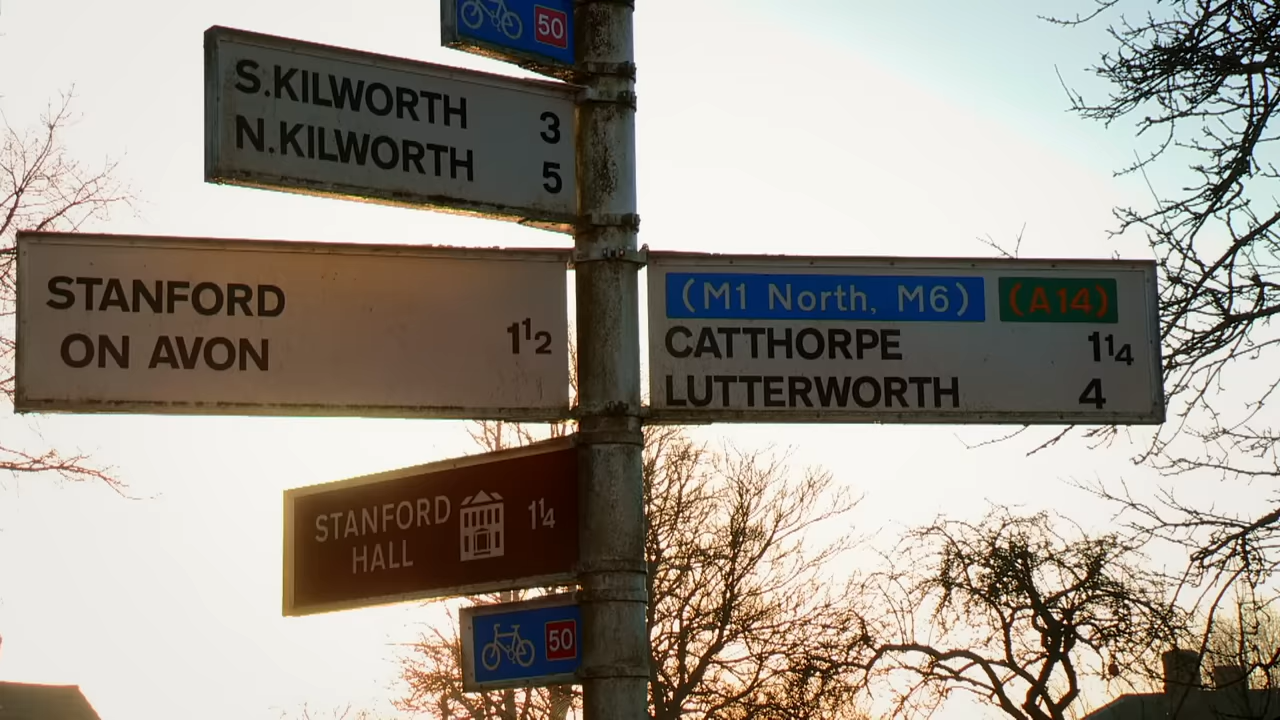 50
S.KILWORTH 3
N.KILWORTH 5
STANFORD
ON AVON 1½
(M1 North, M6) (A14)
CATTHORPE 1¼
LUTTERWORTH 4
STANFORD
HALL 1¼
50